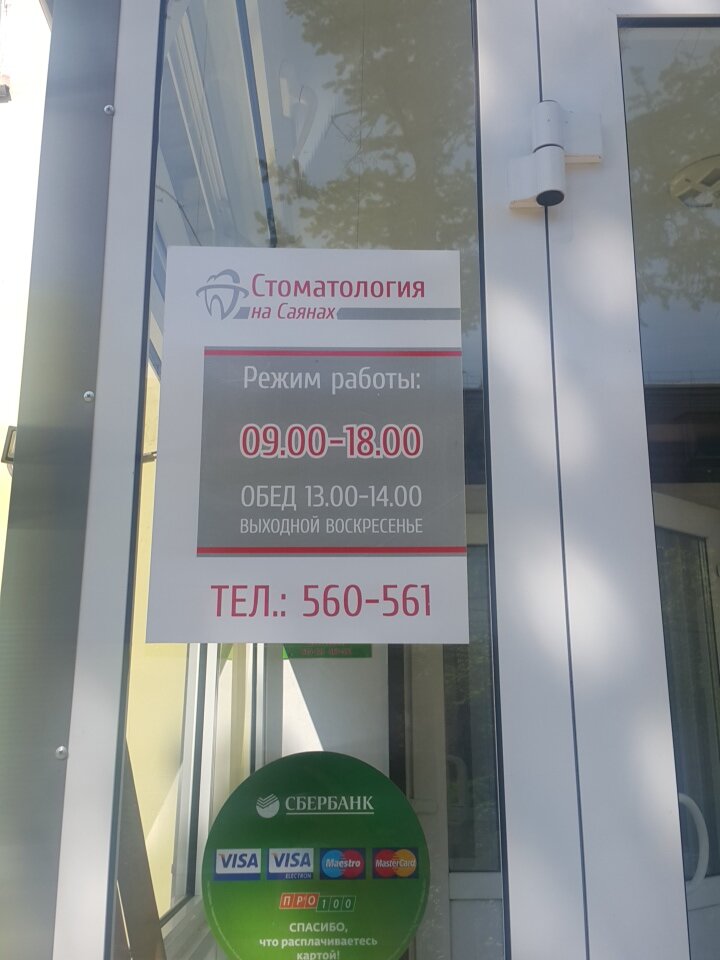 Стоматология
на Саянах
Режим работы:
09.00-18.00
ОБЕД 13.00-14.00
ВЫХОДНОЙ ВОСКРЕСЕНЬЕ
ТЕЛ.: 560-561
СБЕРБАНК
VISA VISA Maestro MasterCard
ELECTRON
ПРО100
СПАСИБО,
что расплачиваетесь
картой!